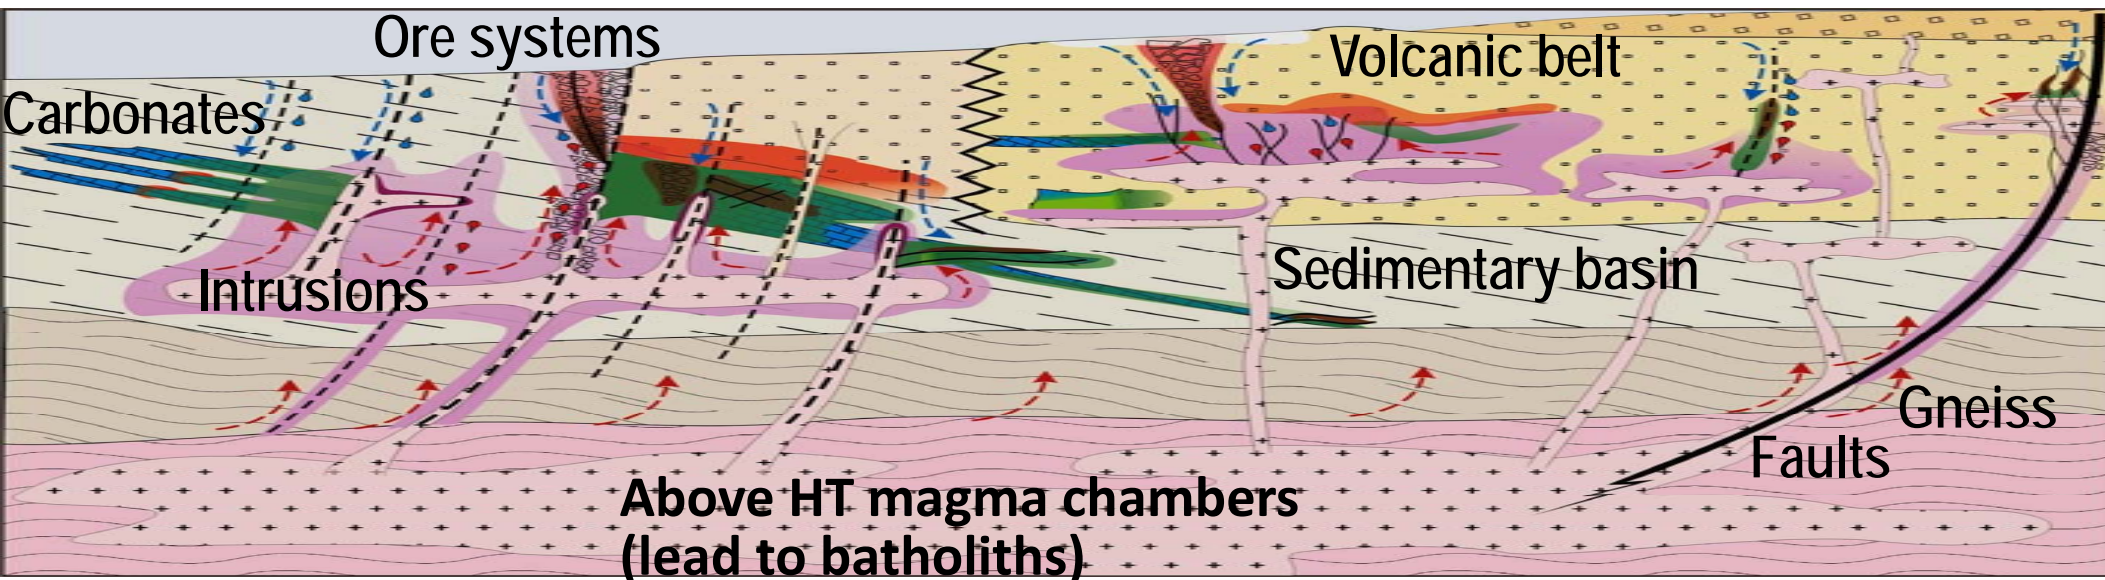 Ore systems
Volcanic belt
Carbonates
Sedimentary basin
Intrusions
Gneiss
Faults
Above HT magma chambers
(lead to batholiths)